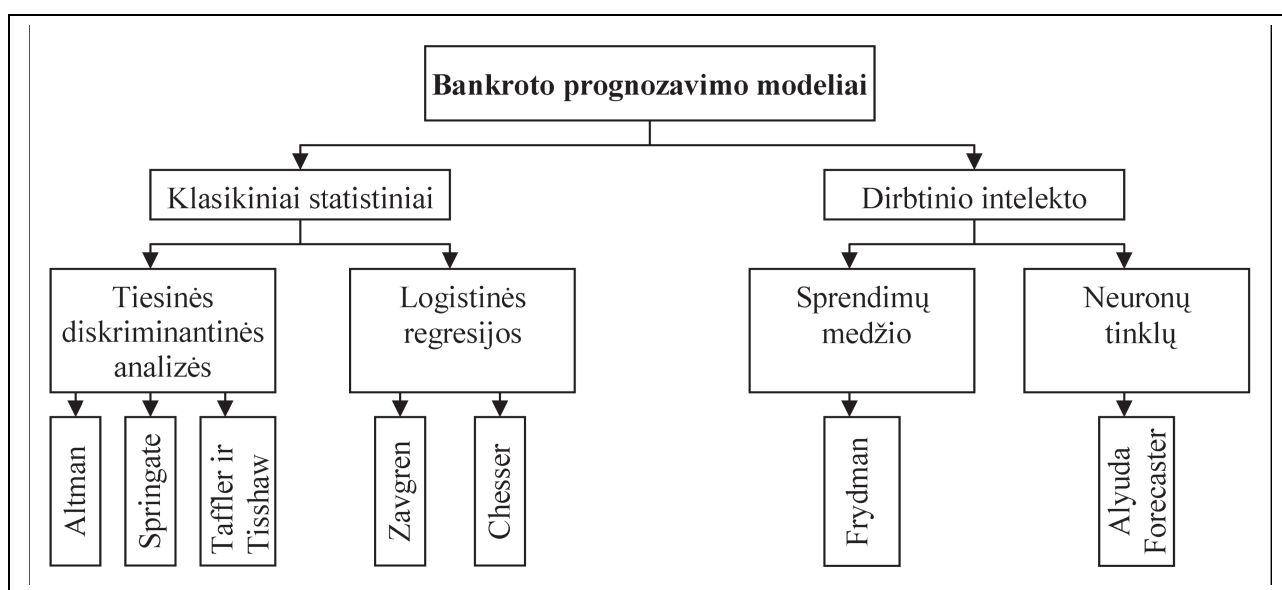 Bankroto prognozavimo modeliai
Klasikiniai statistiniai
Dirbtinio intelekto
Tiesinės
diskriminantinės
analizės
Logistinės
regresijos
Sprendimų
medžio
Neuronų
tinklų
Altman
Springate
Taffler ir
Tisshaw
Zavgren
Chesser
Frydman
Alyuda
Forecaster